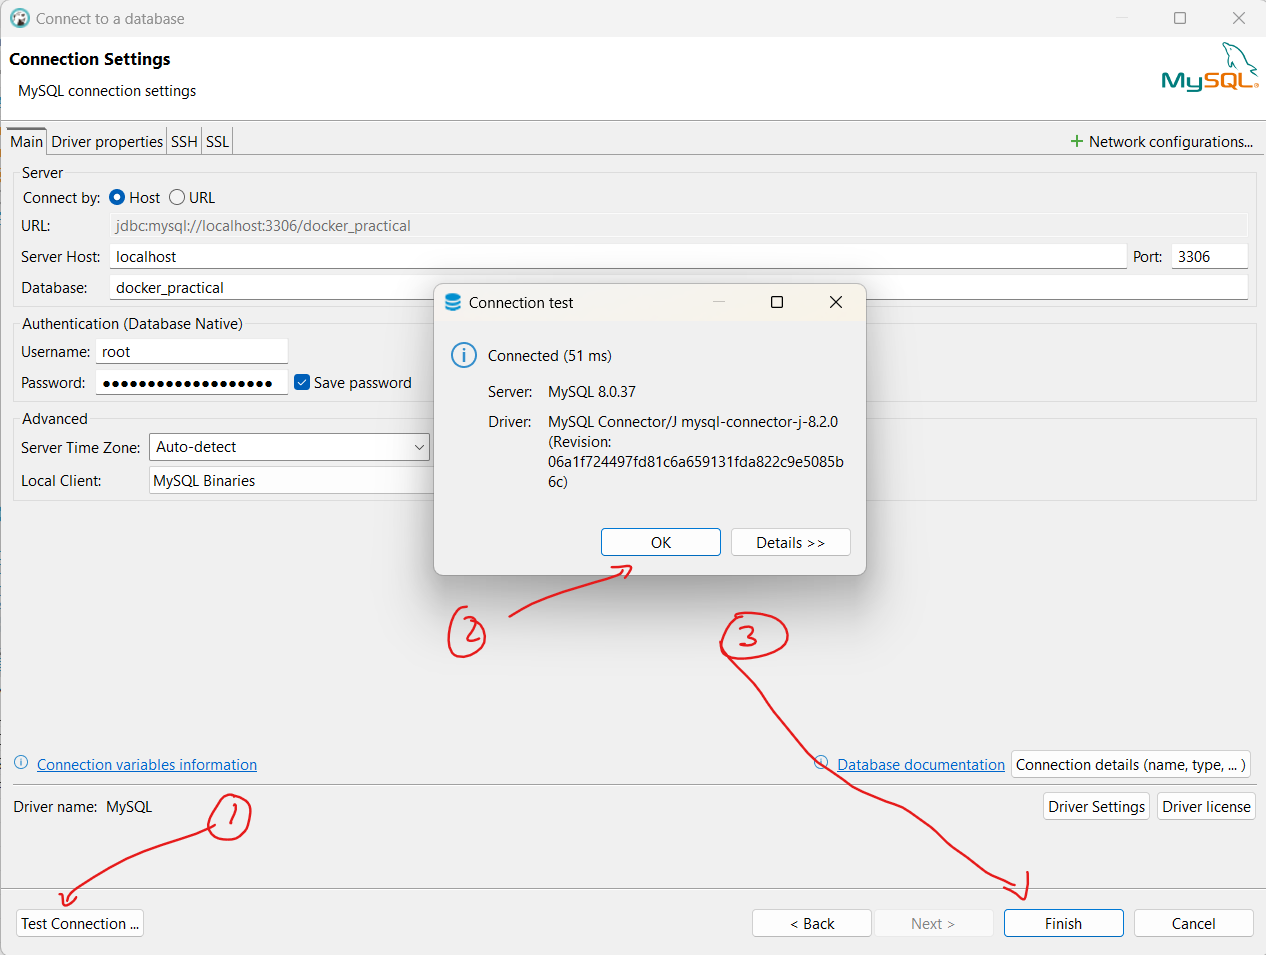 Connect to a database
Connection Settings
MySQL connection settings
MySQL®
Main Driver properties SSH SSL
+ Network configurations...
Server
Connect by: Host URL
URL: jdbc:mysql://localhost:3306/docker_practical
Server Host: localhost Port: 3306
Database: docker_practical
Authentication (Database Native)
Username: root
Password: ●●●●●●●●●●●●●●●●●●● Save password
Advanced
Server Time Zone: Auto-detect
Local Client: MySQL Binaries
Connection test
Connected (51 ms)
Server: MySQL 8.0.37
Driver: MySQL Connector/J mysql-connector-j-8.2.0
(Revision:
06a1f724497fd81c6a659131fda822c9e5085b
6c)
OK Details >>
2
3
Connection variables information
Database documentation Connection details (name, type, ... )
Driver name: MySQL
Driver Settings Driver license
1
Test Connection ... < Back Next > Finish Cancel